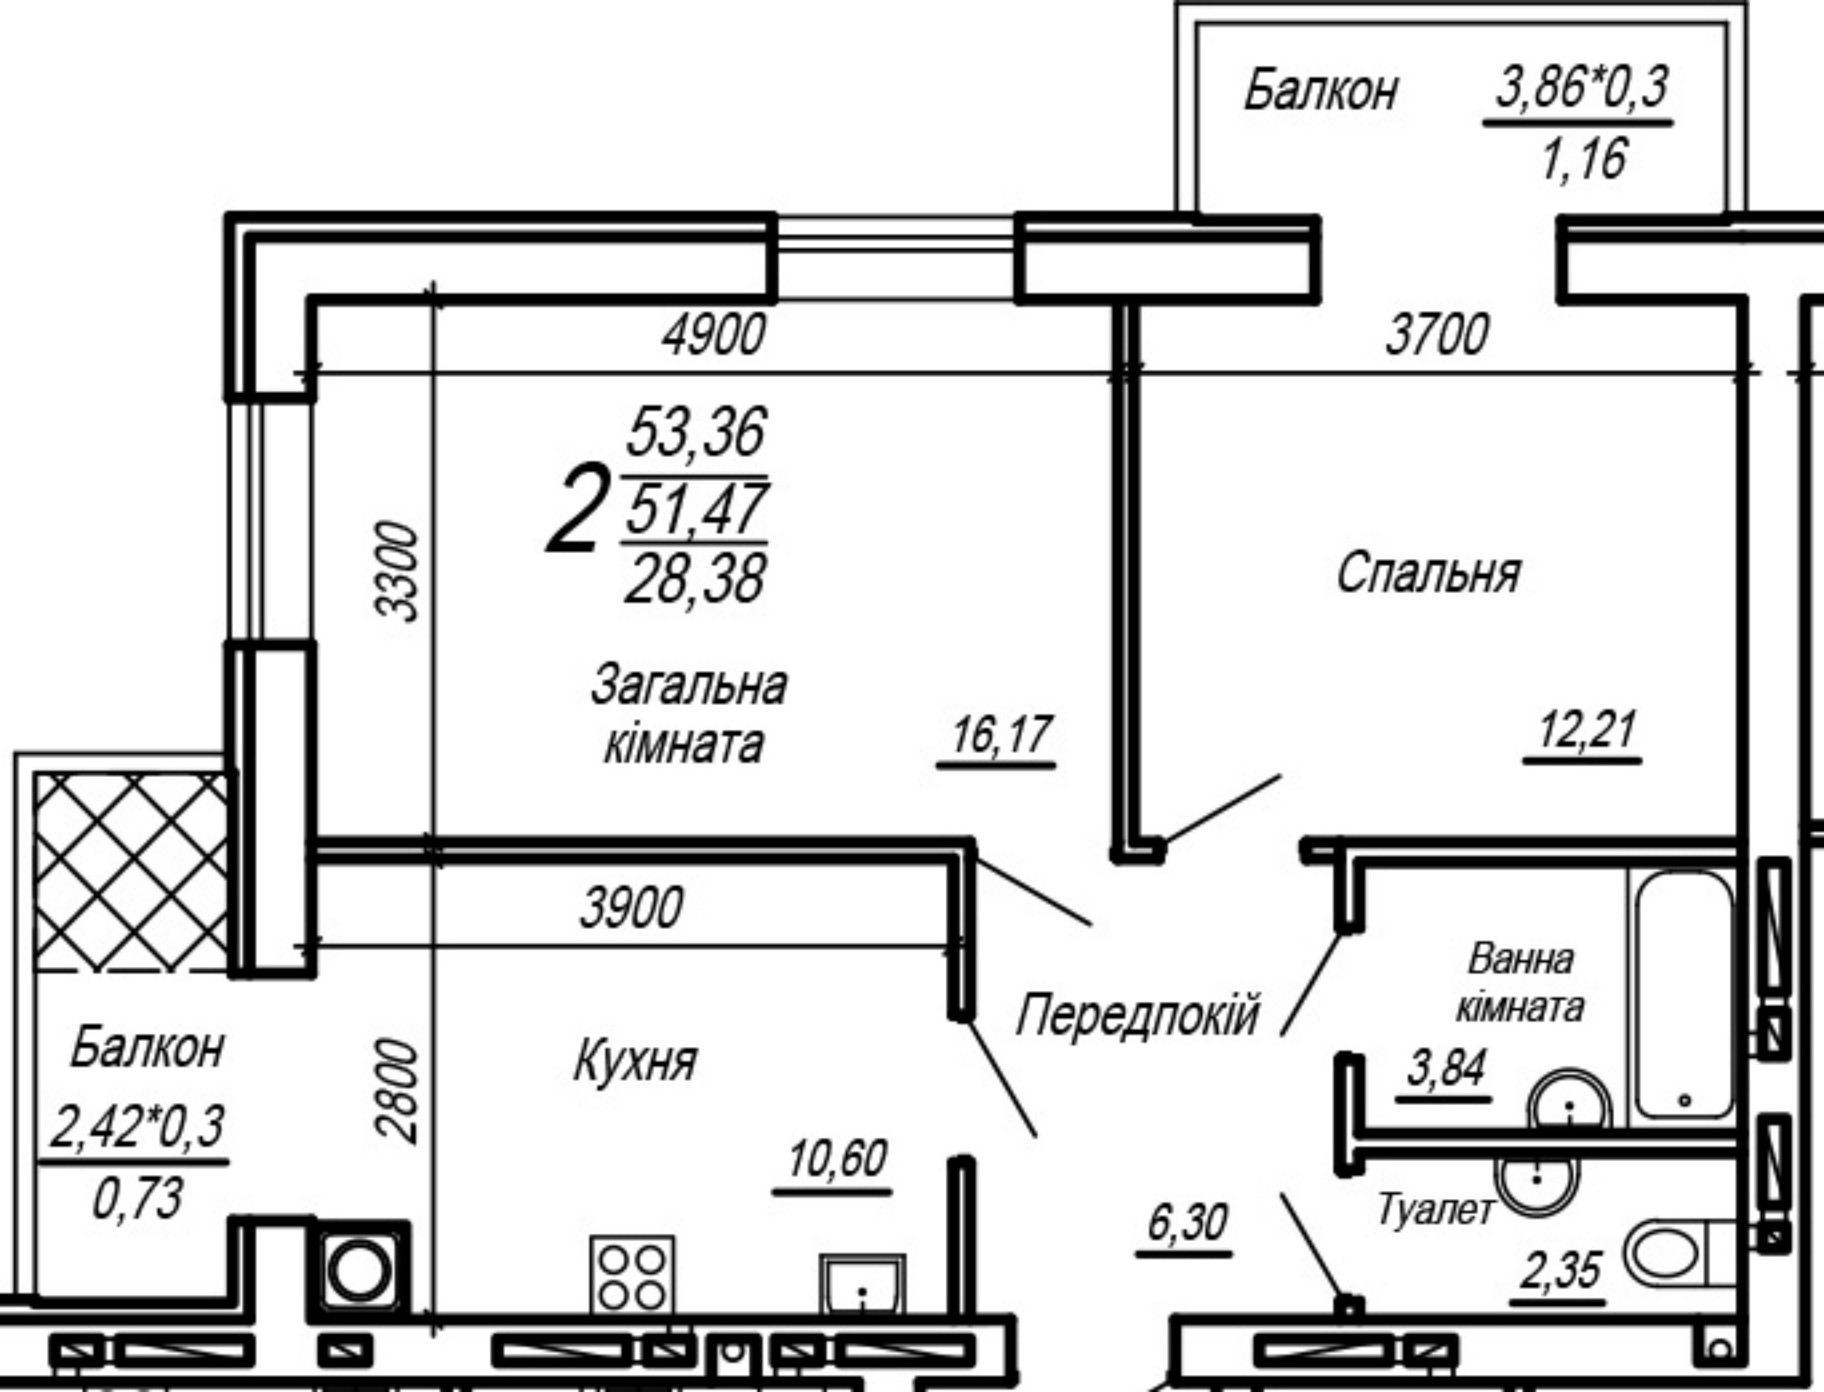 Балкон
3,86*0,3
1,16
4900
3700
2
53,36
51,47
28,38
3300
Спальня
Загальна
кімната
16,17
12,21
3900
Ванна
кімната
3,84
Передпокій
Балкон
2,42*0,3
0,73
2800
Кухня
10,60
6,30
Туалет
2,35